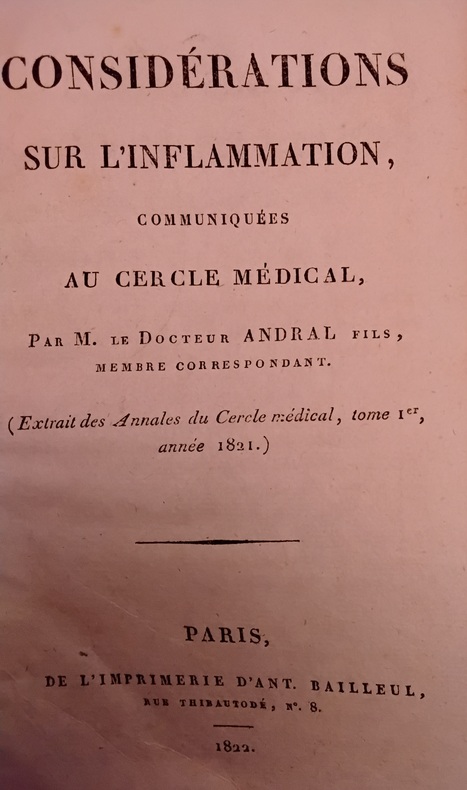 CONSIDÉRATIONS
SUR L'INFLAMMATION,
COMMUNIQUÉES
AU CERCLE MÉDICAL,
PAR M. LE DOCTEUR ANDRAL FILS,
MEMBRE CORRESPONDANT.
(Extrait des Annales du Cercle médical, tome 1er,
année 1821.)
PARIS,
DE L'IMPRIMERIE D'ANT. BAILLEUL,
RUE THIBAUTODÉ, N°. 8.
1822.